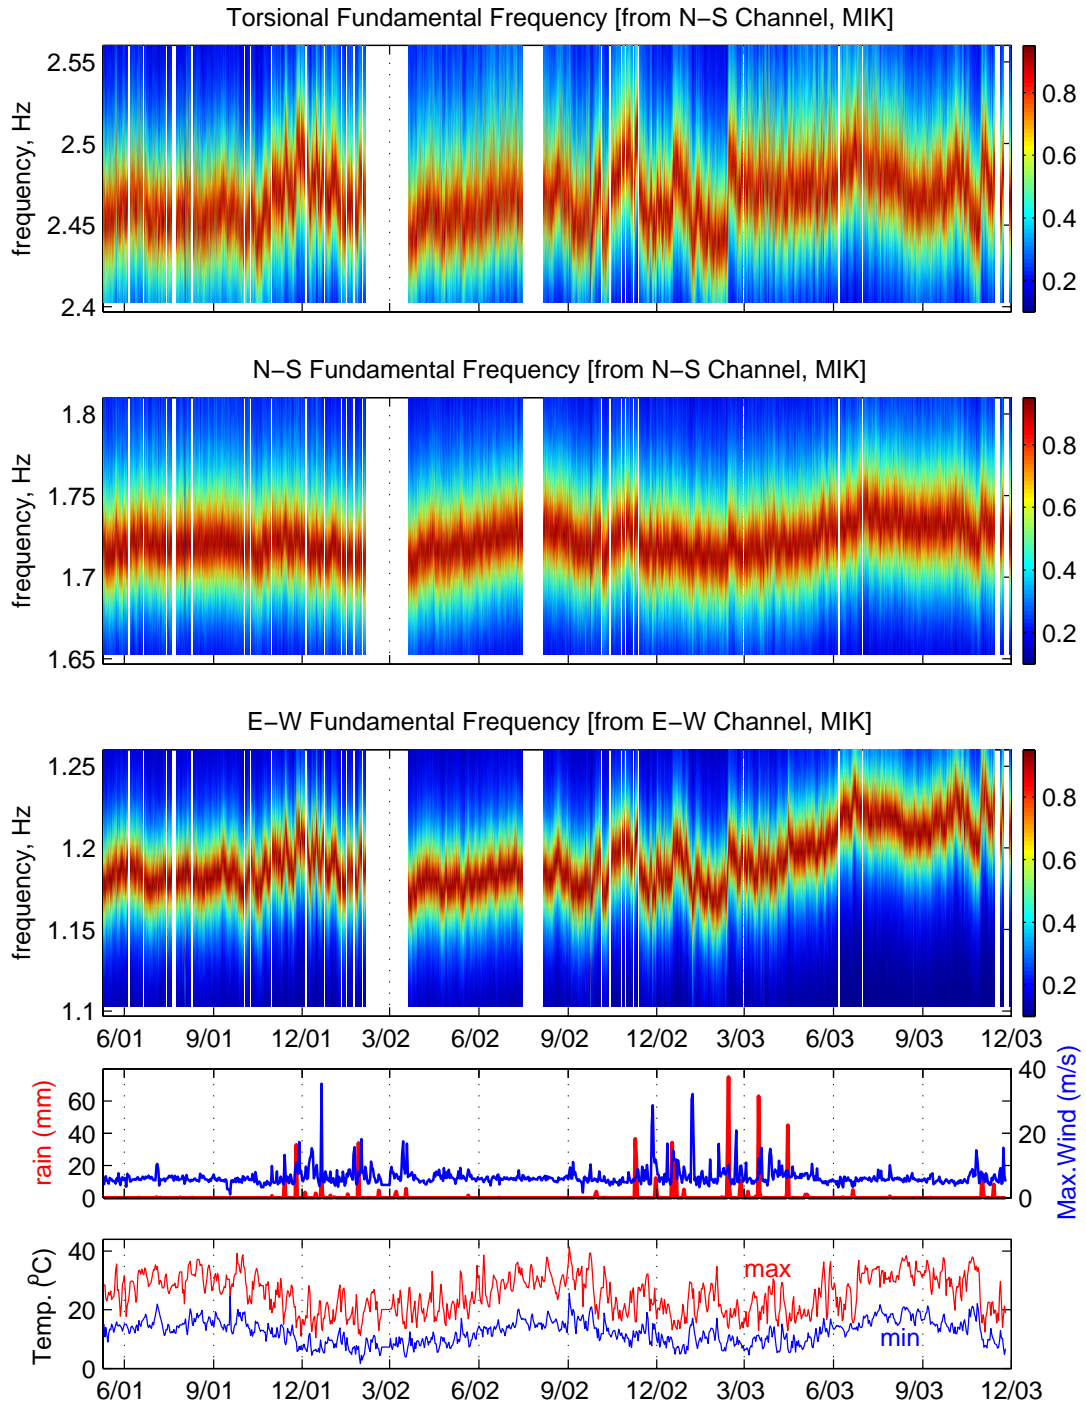 Torsional Fundamental Frequency [from N−S Channel, MIK]
frequency, Hz
2.55
2.5
2.45
2.4
0.8
0.6
0.4
0.2
N−S Fundamental Frequency [from N−S Channel, MIK]
frequency, Hz
1.8
1.75
1.7
1.65
0.8
0.6
0.4
0.2
E−W Fundamental Frequency [from E−W Channel, MIK]
frequency, Hz
1.25
1.2
1.15
1.1
0.8
0.6
0.4
0.2
6/01 9/01 12/01 3/02 6/02 9/02 12/02 3/03 6/03 9/03 12/03
rain (mm)
60
40
20
0
40
20
0
Max.Wind (m/s)
Temp. (ºC)
40
20
0
max
min
6/01 9/01 12/01 3/02 6/02 9/02 12/02 3/03 6/03 9/03 12/03